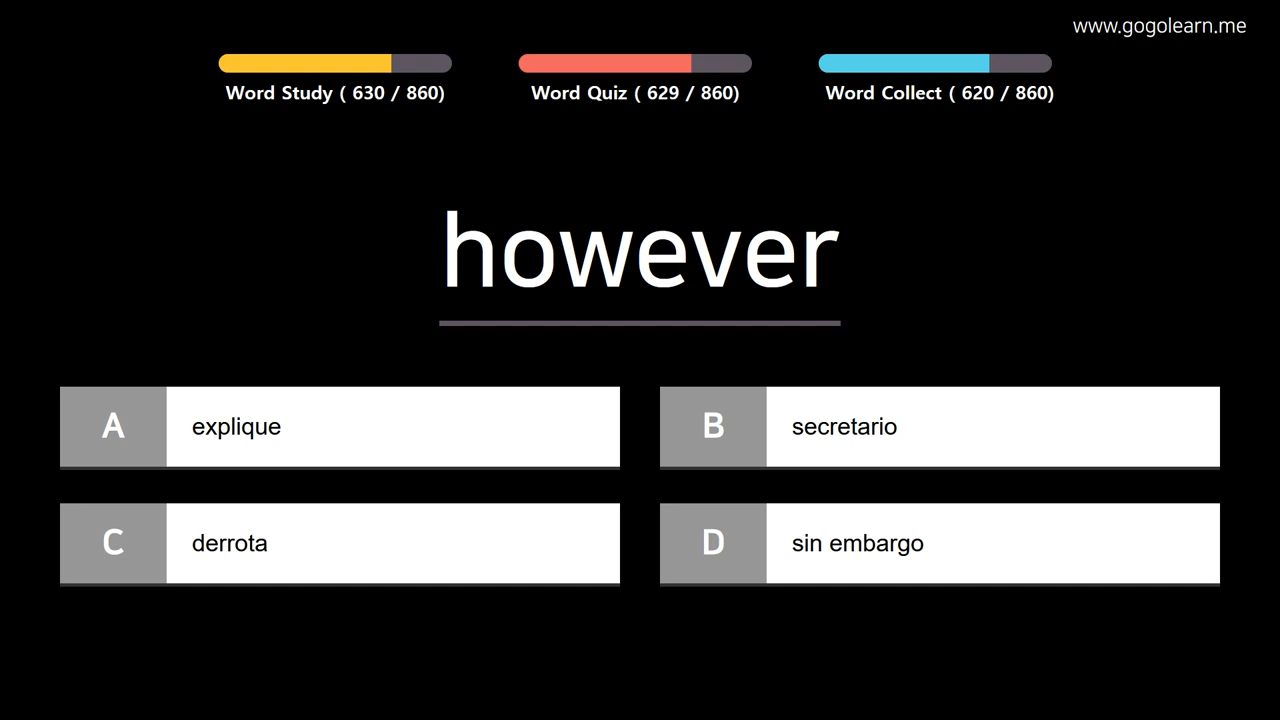 www.gogolearn.me
Word Study ( 630 / 860)
Word Quiz ( 629 / 860)
Word Collect ( 620 / 860)
however
A explique
B secretario
C derrota
D sin embargo